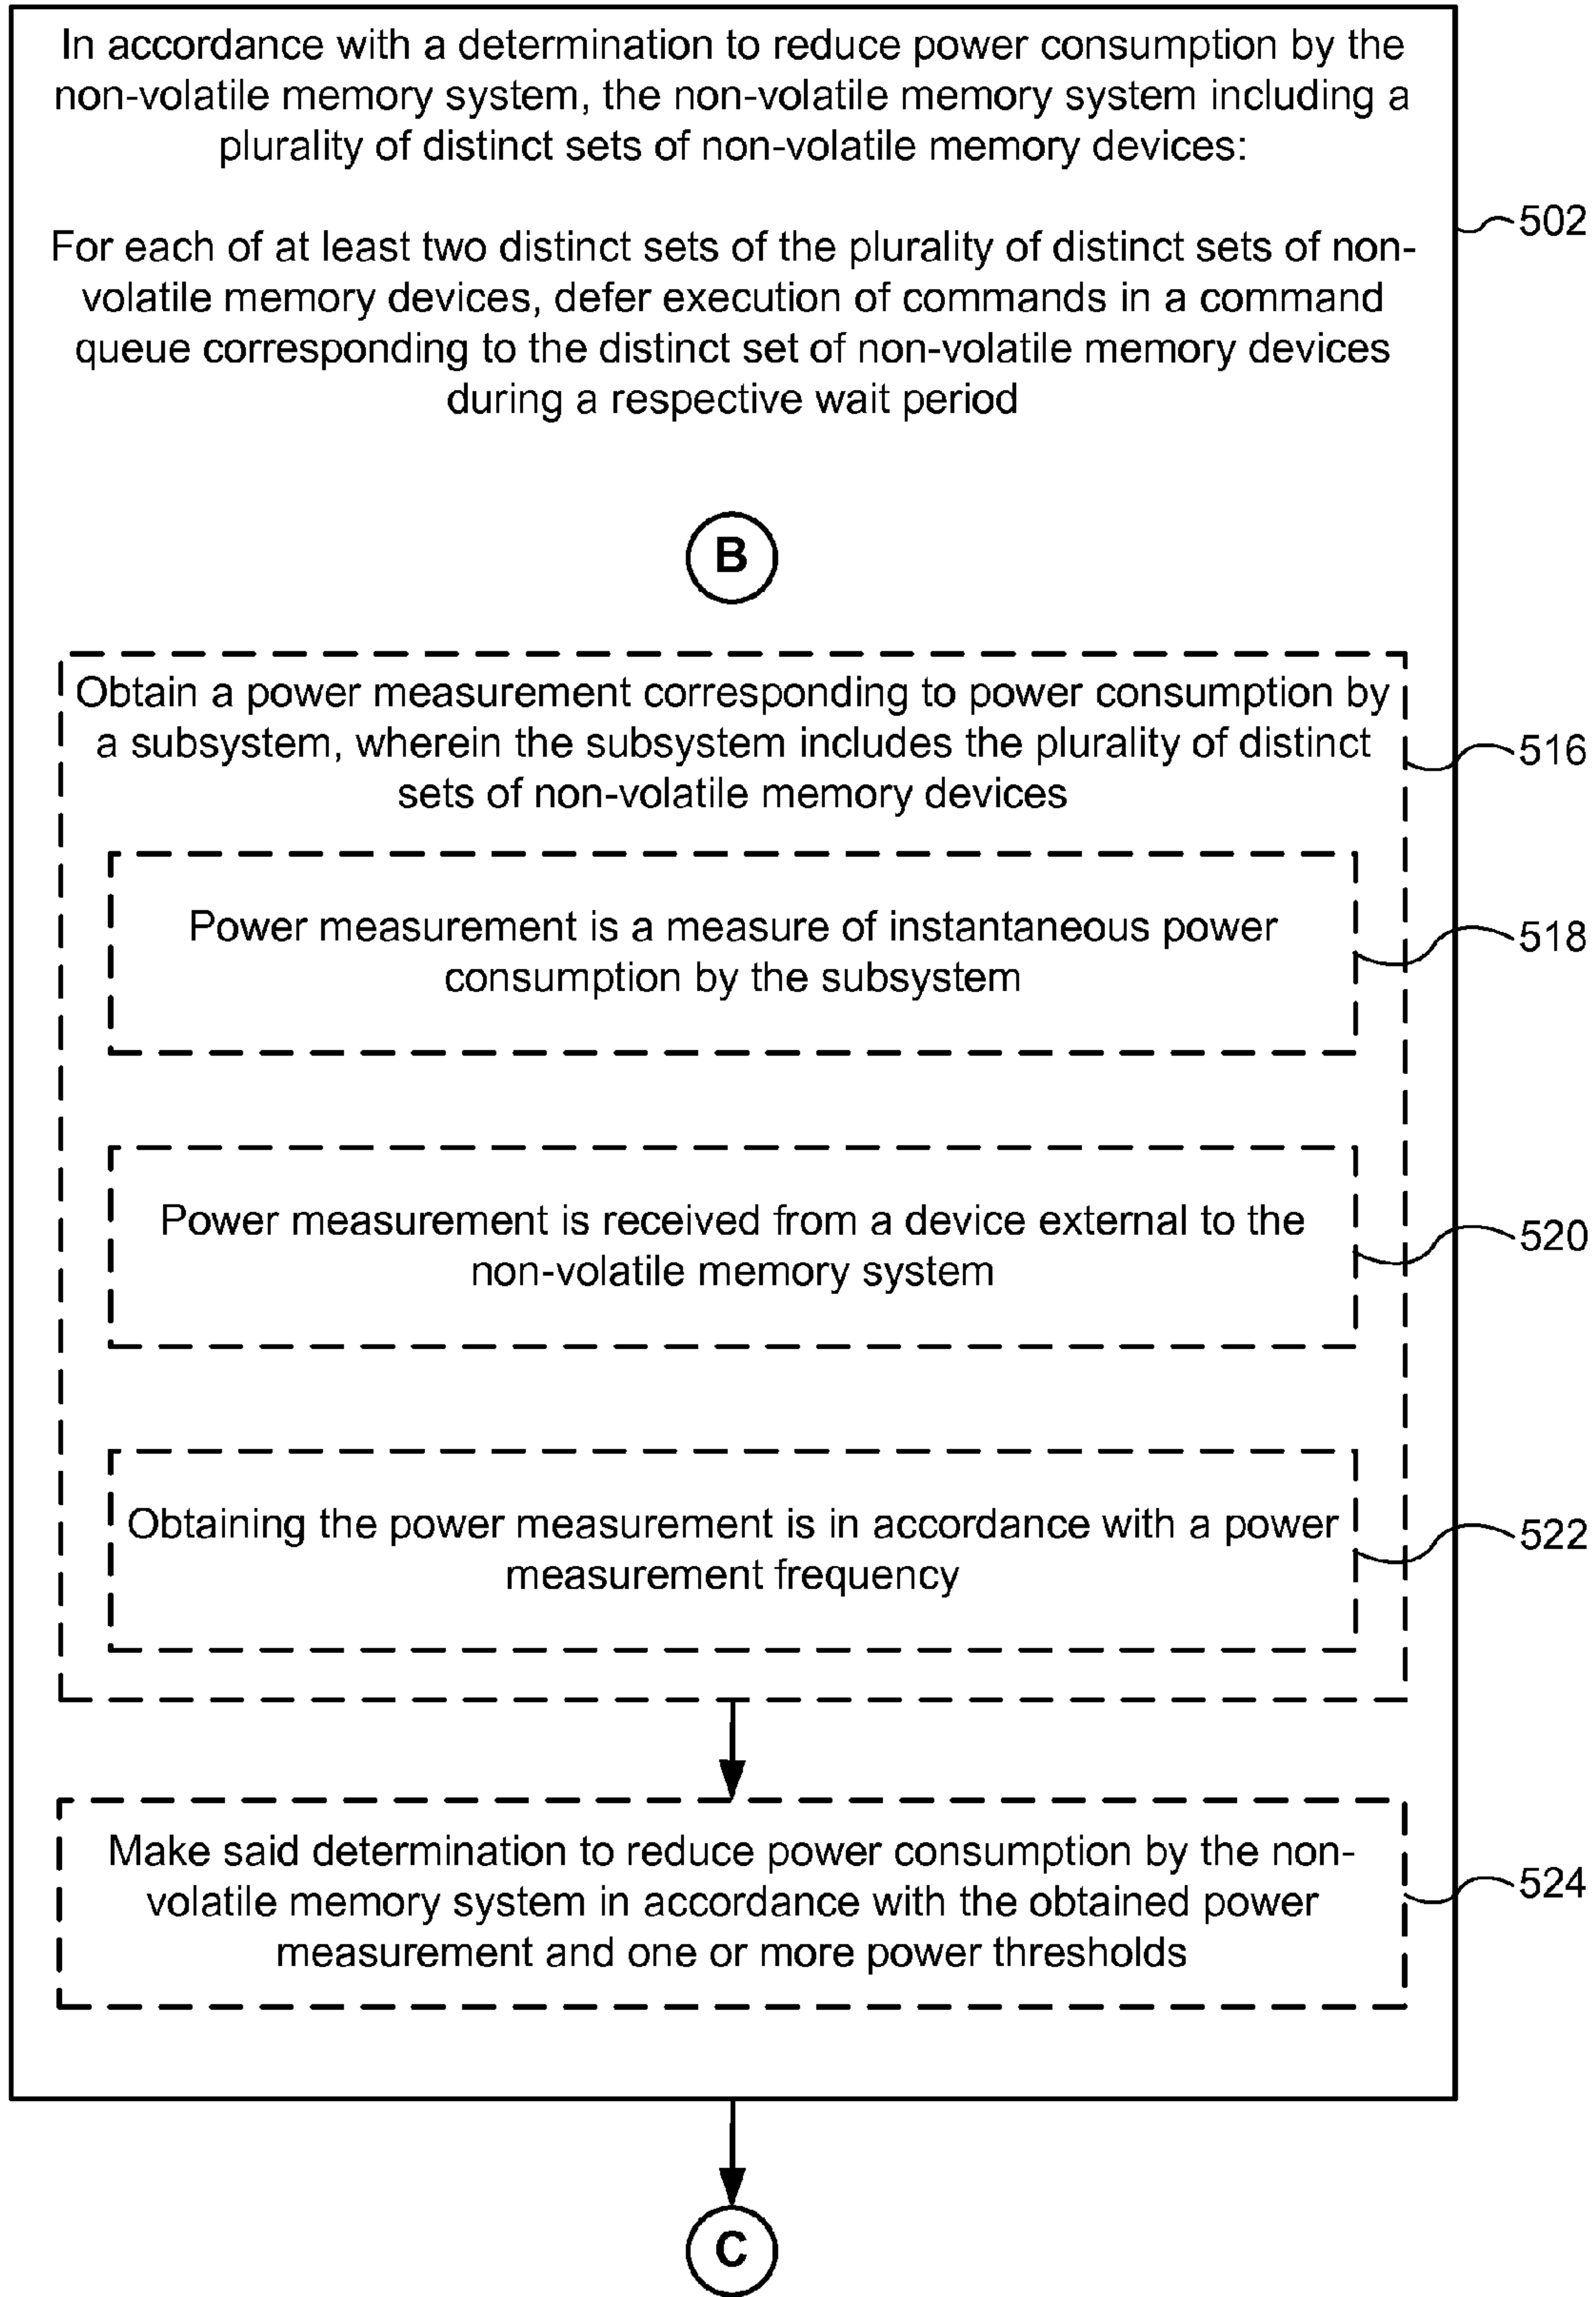 In accordance with a determination to reduce power consumption by the
non-volatile memory system, the non-volatile memory system including a
plurality of distinct sets of non-volatile memory devices:
For each of at least two distinct sets of the plurality of distinct sets of non-
volatile memory devices, defer execution of commands in a command
queue corresponding to the distinct set of non-volatile memory devices
during a respective wait period
502
B
Obtain a power measurement corresponding to power consumption by
a subsystem, wherein the subsystem includes the plurality of distinct
sets of non-volatile memory devices
516
Power measurement is a measure of instantaneous power
consumption by the subsystem
518
Power measurement is received from a device external to the
non-volatile memory system
520
Obtaining the power measurement is in accordance with a power
measurement frequency
522
Make said determination to reduce power consumption by the non-
volatile memory system in accordance with the obtained power
measurement and one or more power thresholds
524
C